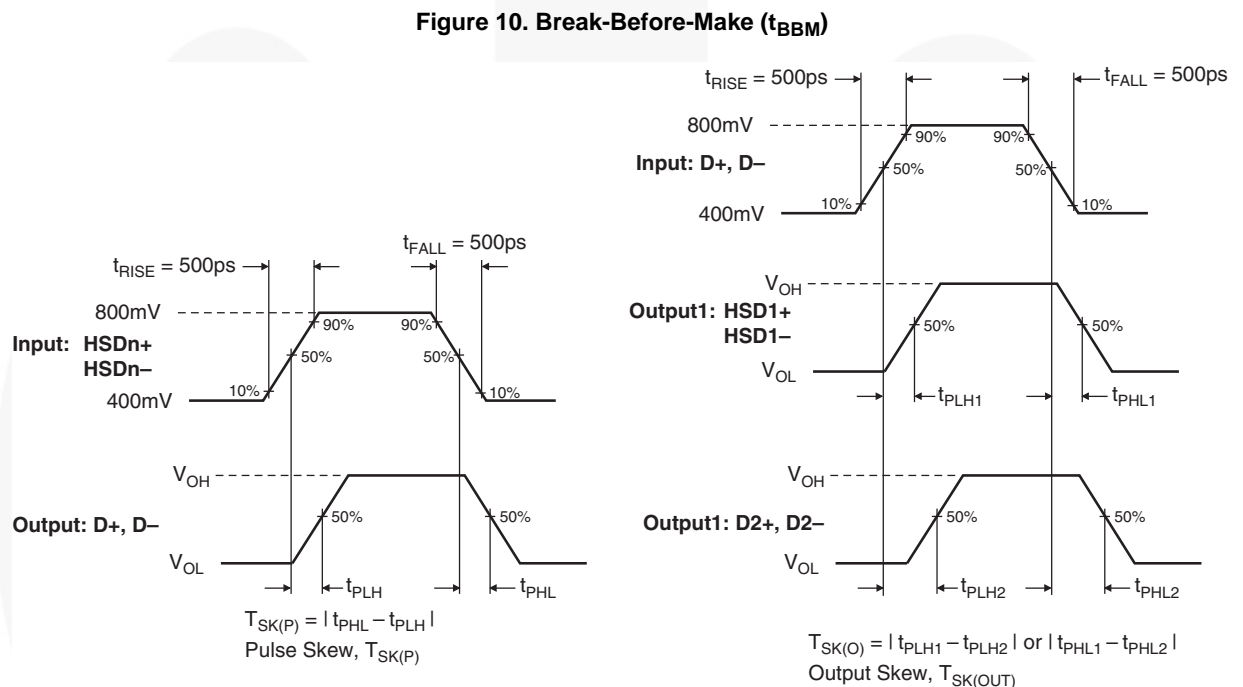 Figure 10. Break-Before-Make (tBBM)
tRISE = 500ps
tFALL = 500ps
800mV
90%
90%
Input: HSDn+
HSDn–
50%
50%
10%
10%
400mV
VOH
Output: D+, D–
50%
50%
VOL
tPLH
tPHL
TSK(P) = | tPHL – tPLH |
Pulse Skew, TSK(P)
tRISE = 500ps
tFALL = 500ps
800mV
90%
90%
Input: D+, D–
50%
50%
10%
10%
400mV
VOH
Output1: HSD1+
HSD1–
50%
50%
VOL
tPLH1
tPHL1
VOH
Output1: D2+, D2–
50%
50%
VOL
tPLH2
tPHL2
TSK(O) = | tPLH1 – tPLH2 | or | tPHL1 – tPHL2 |
Output Skew, TSK(OUT)